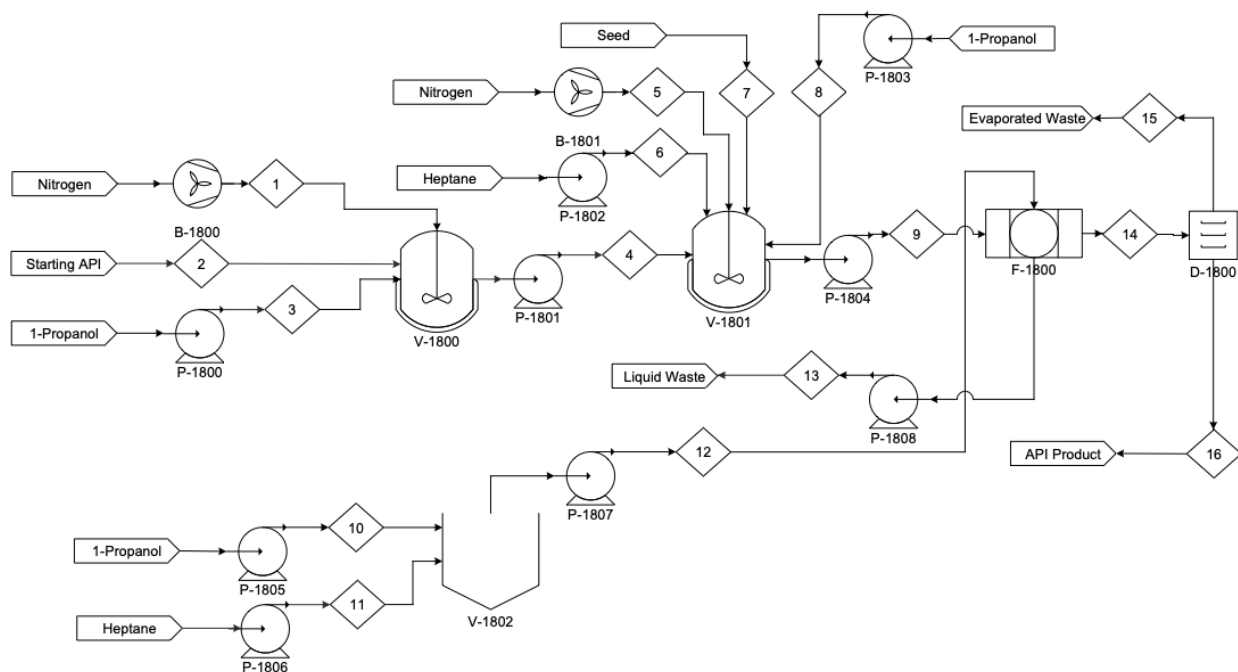 Seed
1-Propanol
P-1803
Nitrogen
5
7
8
B-1801
Evaporated Waste
15
Heptane
P-1802
6
Nitrogen
1
B-1800
Starting API
2
4
9
14
F-1800
D-1800
1-Propanol
3
P-1800
V-1800
P-1801
V-1801
P-1804
Liquid Waste
13
P-1808
12
API Product
16
P-1807
1-Propanol
10
P-1805
11
Heptane
P-1806
V-1802